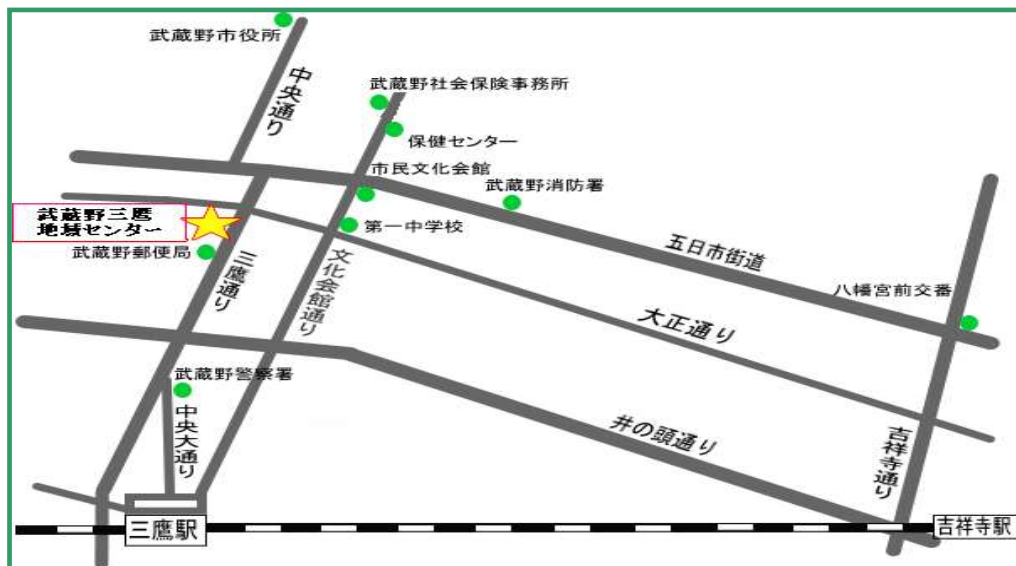 武蔵野市役所
中央通り
武蔵野社会保険事務所
保健センター
市民文化会館
武蔵野消防署
武蔵野三鷹
地域センター
第一中学校
武蔵野郵便局
三鷹通り
文化会館通り
五日市街道
八幡宮前交番
大正通り
武蔵野警察署
中央大通り
井の頭通り
吉祥寺通り
三鷹駅
吉祥寺駅